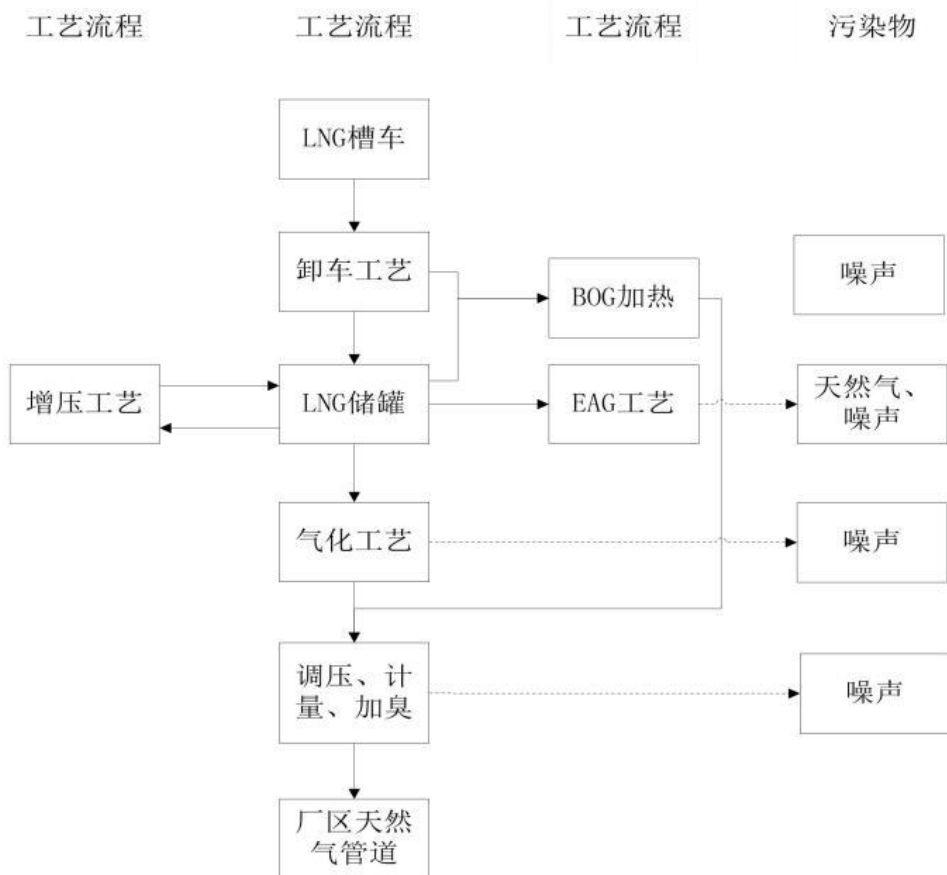 工艺流程
工艺流程
工艺流程
污染物
LNG槽车
卸车工艺
BOG加热
噪声
增压工艺
LNG储罐
EAG工艺
天然气、
噪声
气化工艺
噪声
调压、计
量、加臭
噪声
厂区天然
气管道